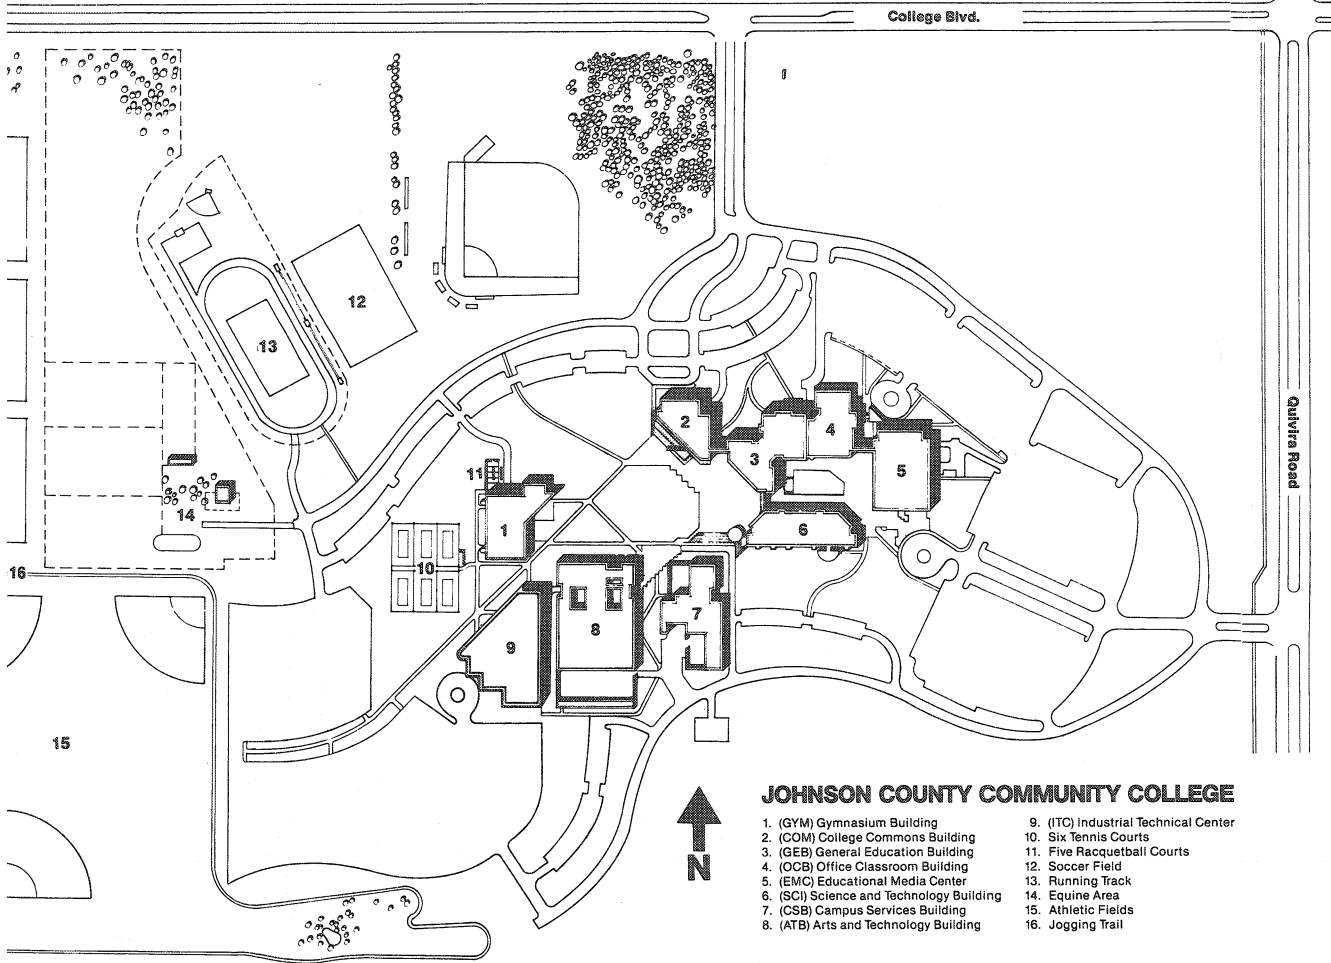 College Blvd.
12
13
Quivira Road
2
4
3
5
11
14
1
6
10
16
7
8
9
15
N
JOHNSON COUNTY COMMUNITY COLLEGE
1. (GYM) Gymnasium Building
2. (COM) College Commons Building
3. (GEB) General Education Building
4. (OCB) Office Classroom Building
5. (EMC) Educational Media Center
6. (SCI) Science and Technology Building
7. (CSB) Campus Services Building
8. (ATB) Arts and Technology Building
9. (ITC) Industrial Technical Center
10. Six Tennis Courts
11. Five Racquetball Courts
12. Soccer Field
13. Running Track
14. Equine Area
15. Athletic Fields
16. Jogging Trail